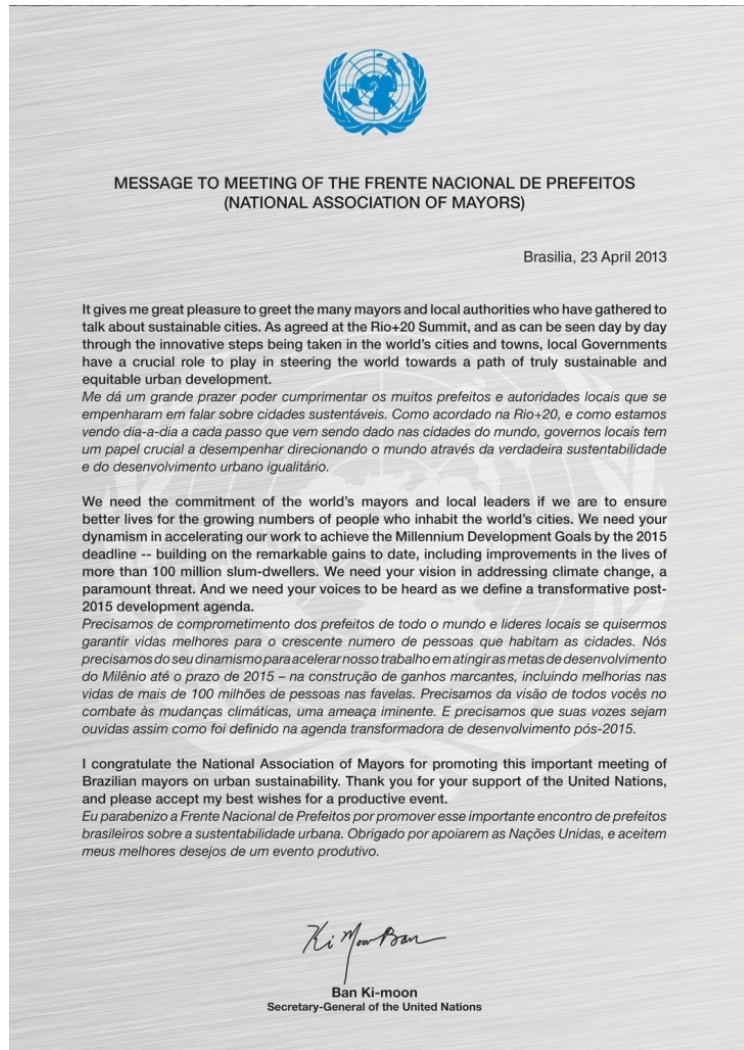 MESSAGE TO MEETING OF THE FRENTE NACIONAL DE PREFEITOS
(NATIONAL ASSOCIATION OF MAYORS)
Brasilia, 23 April 2013
It gives me great pleasure to greet the many mayors and local authorities who have gathered to
talk about sustainable cities. As agreed at the Rio+20 Summit, and as can be seen day by day
through the innovative steps being taken in the world's cities and towns, local Governments
have a crucial role to play in steering the world towards a path of truly sustainable and
equitable urban development.
Me dá um grande prazer poder cumprimentar os muitos prefeitos e autoridades locais que se
empenharam em falar sobre cidades sustentáveis. Como acordado na Rio+20, e como estamos
vendo dia-a-dia a cada passo que vem sendo dado nas cidades do mundo, governos locais tem
um papel crucial a desempenhar direcionando o mundo através da verdadeira sustentabilidade
e do desenvolvimento urbano igualitário.
We need the commitment of the world's mayors and local leaders if we are to ensure
better lives for the growing numbers of people who inhabit the world's cities. We need your
dynamism in accelerating our work to achieve the Millennium Development Goals by the 2015
deadline -- building on the remarkable gains to date, including improvements in the lives of
more than 100 million slum-dwellers. We need your vision in addressing climate change, a
paramount threat. And we need your voices to be heard as we define a transformative post-
2015 development agenda.
Precisamos de comprometimento dos prefeitos de todo o mundo e lideres locais se quisermos
garantir vidas melhores para o crescente numero de pessoas que habitam as cidades. Nós
precisamos do seu dinamismo para acelerar nosso trabalho em atingir as metas de desenvolvimento
do Milênio até o prazo de 2015 – na construção de ganhos marcantes, incluindo melhorias nas
vidas de mais de 100 milhões de pessoas nas favelas. Precisamos da visão de todos vocês no
combate às mudanças climáticas, uma ameaça iminente. E precisamos que suas vozes sejam
ouvidas assim como foi definido na agenda transformadora de desenvolvimento pós-2015.
I congratulate the National Association of Mayors for promoting this important meeting of
Brazilian mayors on urban sustainability. Thank you for your support of the United Nations,
and please accept my best wishes for a productive event.
Eu parabenizo a Frente Nacional de Prefeitos por promover esse importante encontro de prefeitos
brasileiros sobre a sustentabilidade urbana. Obrigado por apoiarem as Nações Unidas, e aceitem
meus melhores desejos de um evento produtivo.
Ki Moon Ban
Ban Ki-moon
Secretary-General of the United Nations